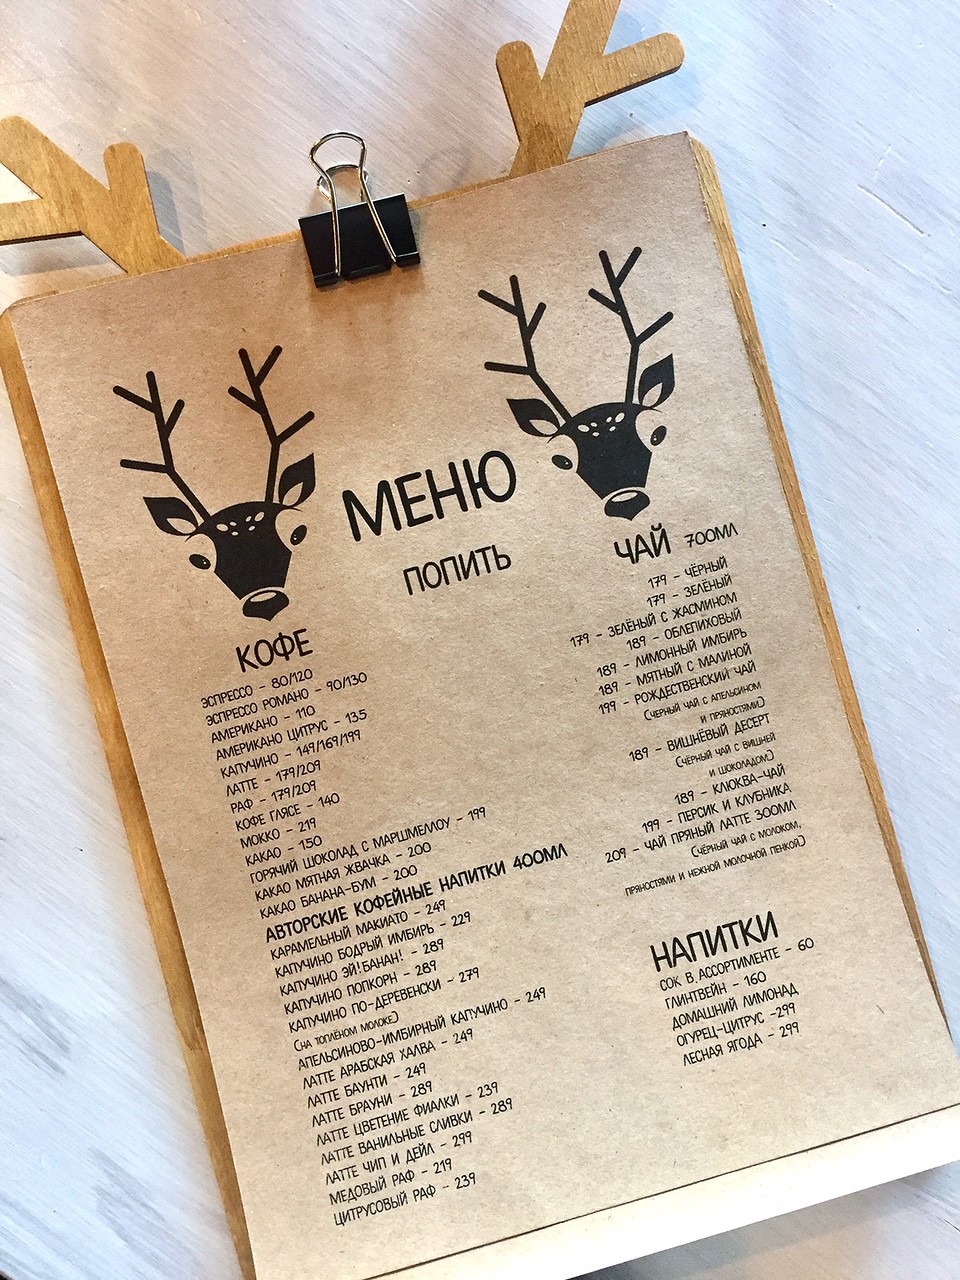 МЕНЮ
ПОПИТЬ
КОФЕ
ЭСПРЕССО - 80/120
ЭСПРЕССО РОМАНО - 90/130
АМЕРИКАНО - 110
АМЕРИКАНО ЦИТРУС - 135
КАПУЧИНО - 149/169/199
ЛАТТЕ - 179/209
РАФ - 179/209
КОФЕ ГЛЯСЕ - 140
МОККО - 219
КАКАО - 150
ГОРЯЧИЙ ШОКОЛАД С МАРШМЕЛЛОУ - 199
КАКАО МЯТНАЯ ЖВАЧКА - 200
КАКАО БАНАНА-БУМ - 200
АВТОРСКИЕ КОФЕЙНЫЕ НАПИТКИ 400МЛ
КАРАМЕЛЬНЫЙ МАКИАТО - 249
КАПУЧИНО БОДРЫЙ ИМБИРЬ - 229
КАПУЧИНО ЭЙ!БАНАН! - 289
КАПУЧИНО ПОПКОРН - 289
КАПУЧИНО ПО-ДЕРЕВЕНСКИ - 279
(НА ТОПЛЁНОМ МОЛОКЕ)
АПЕЛЬСИНОВО-ИМБИРНЫЙ КАПУЧИНО - 249
ЛАТТЕ АРАБСКАЯ ХАЛВА - 249
ЛАТТЕ БАУНТИ - 249
ЛАТТЕ БРАУНИ - 289
ЛАТТЕ ЦВЕТЕНИЕ ФИАЛКИ - 239
ЛАТТЕ ВАНИЛЬНЫЕ СЛИВКИ - 289
ЛАТТЕ ЧИП И ДЕЙЛ - 299
МЕДОВЫЙ РАФ - 219
ЦИТРУСОВЫЙ РАФ - 239
ЧАЙ 700МЛ
179 - ЧЁРНЫЙ
179 - ЗЕЛЁНЫЙ
179 - ЗЕЛЁНЫЙ С ЖАСМИНОМ
189 - ОБЛЕПИХОВЫЙ
189 - ЛИМОННЫЙ ИМБИРЬ
189 - МЯТНЫЙ С МАЛИНОЙ
199 - РОЖДЕСТВЕНСКИЙ ЧАЙ
(ЧЕРНЫЙ ЧАЙ С АПЕЛЬСИНОМ
И ПРЯНОСТЯМИ)
189 - ВИШНЁВЫЙ ДЕСЕРТ
(ЧЁРНЫЙ ЧАЙ С ВИШНЕЙ
И ШОКОЛАДОМ)
189 - КЛЮКВА-ЧАЙ
199 - ПЕРСИК И КЛУБНИКА
209 - ЧАЙ ПРЯНЫЙ ЛАТТЕ 300МЛ
(ЧЁРНЫЙ ЧАЙ С МОЛОКОМ,
ПРЯНОСТЯМИ И НЕЖНОЙ МОЛОЧНОЙ ПЕНКОЙ)
НАПИТКИ
СОК В АССОРТИМЕНТЕ - 60
ГЛИНТВЕЙН - 160
ДОМАШНИЙ ЛИМОНАД
ОГУРЕЦ-ЦИТРУС -299
ЛЕСНАЯ ЯГОДА - 299